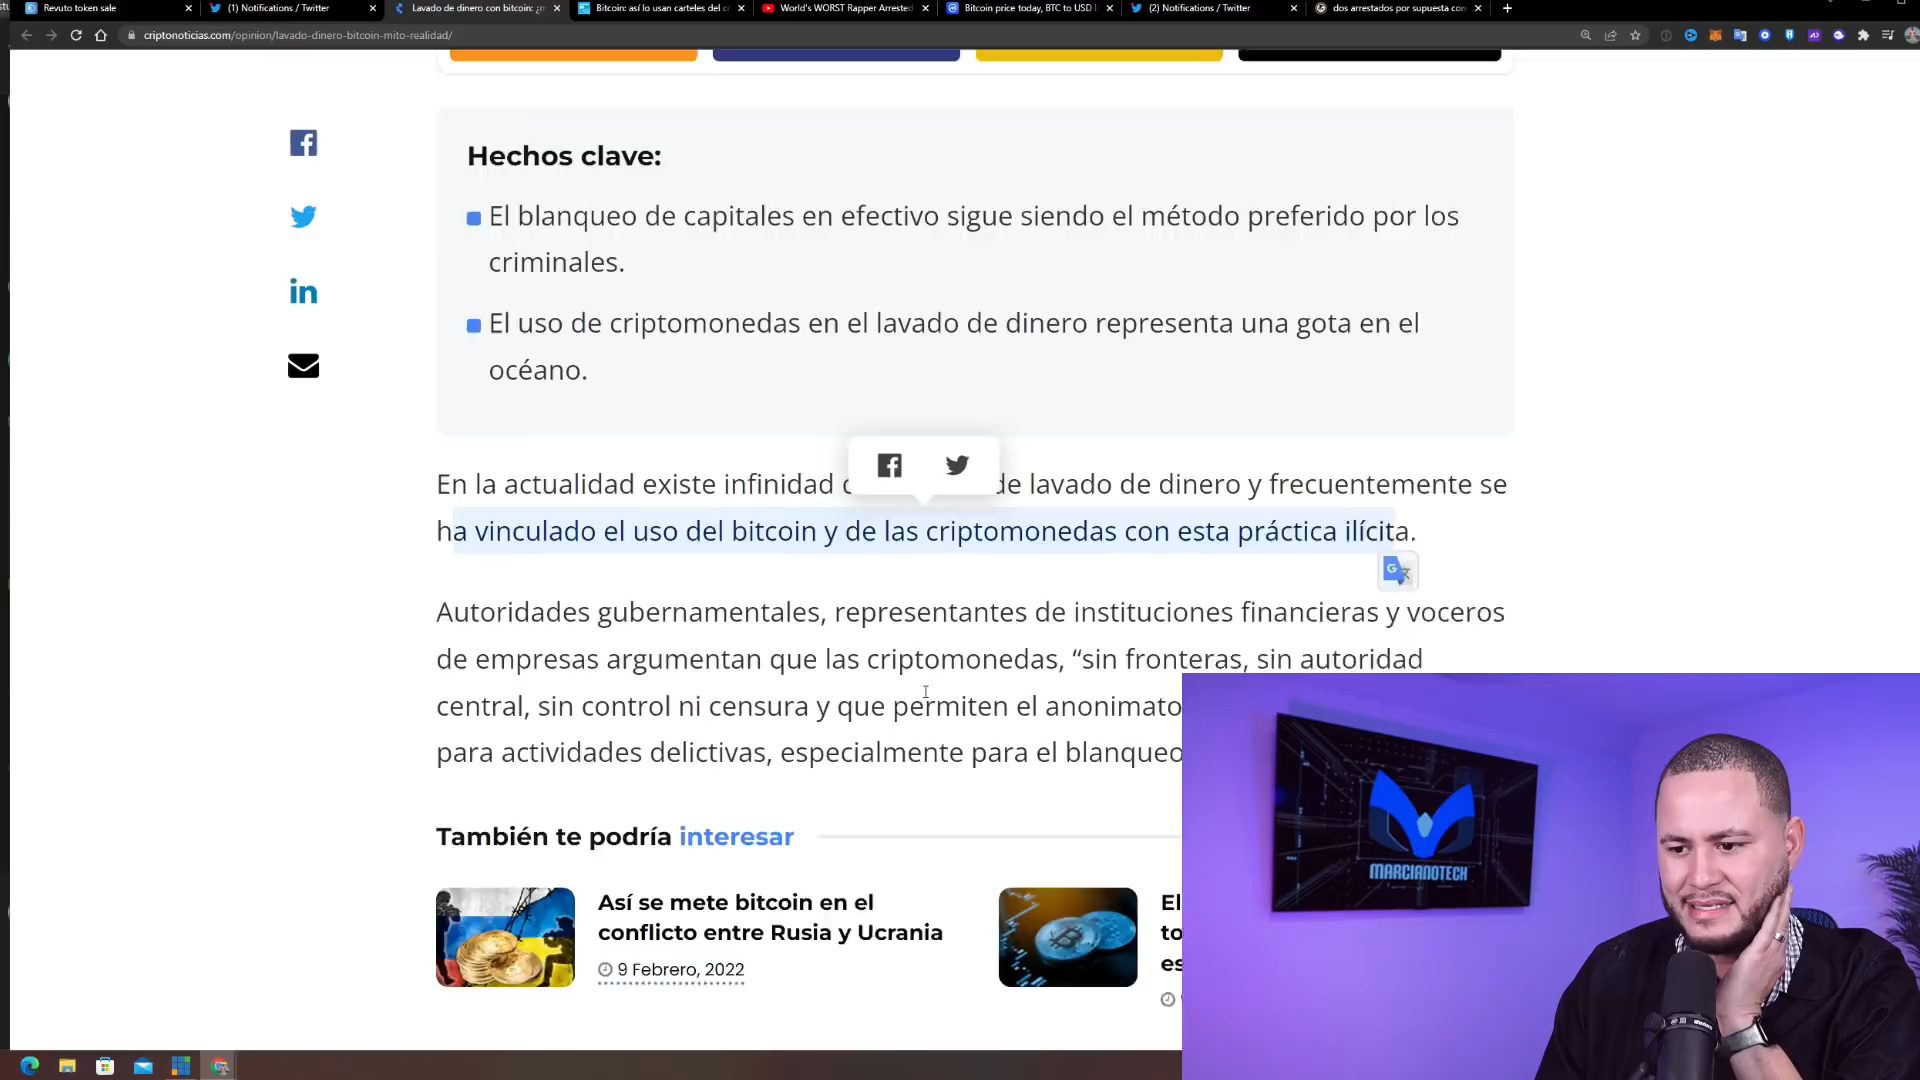 Revuto token sale
(1) Notifications / Twitter
Lavado de dinero con bitcoin: ¿m
Bitcoin: así lo usan carteles del c
World's WORST Rapper Arrested
Bitcoin price today, BTC to USD l
(2) Notifications / Twitter
dos arrestados por supuesta con
criptonoticias.com/opinion/lavado-dinero-bitcoin-mito-realidad/
Hechos clave:
El blanqueo de capitales en efectivo sigue siendo el método preferido por los
criminales.
El uso de criptomonedas en el lavado de dinero representa una gota en el
océano.
En la actualidad existe infinidad de lavado de dinero y frecuentemente se
ha vinculado el uso del bitcoin y de las criptomonedas con esta práctica ilícita.
Autoridades gubernamentales, representantes de instituciones financieras y voceros
de empresas argumentan que las criptomonedas, “sin fronteras, sin autoridad
central, sin control ni censura y que permiten el anonimato
para actividades delictivas, especialmente para el blanqueo
También te podría interesar
Así se mete bitcoin en el
conflicto entre Rusia y Ucrania
9 Febrero, 2022
El
to
es
MARCIANOTECH